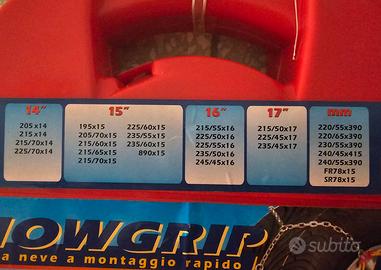 14"
205x14
215x14
215/70x14
225/70x14
15"
195x15
205/70x15
215/60x15
215/65x15
215/70x15
225/60x15
225/70x15
235/60x15
890x15
16"
215/55x16
225/50x16
225/55x16
235/50x16
245/45x16
17"
215/50x17
225/45x17
235/45x17
mm
220/55x390
220/65x390
230/55x390
240/45x415
240/55x390
FR78x15
SR78x15
OWGRIP
a neve a montaggio rapido
subito